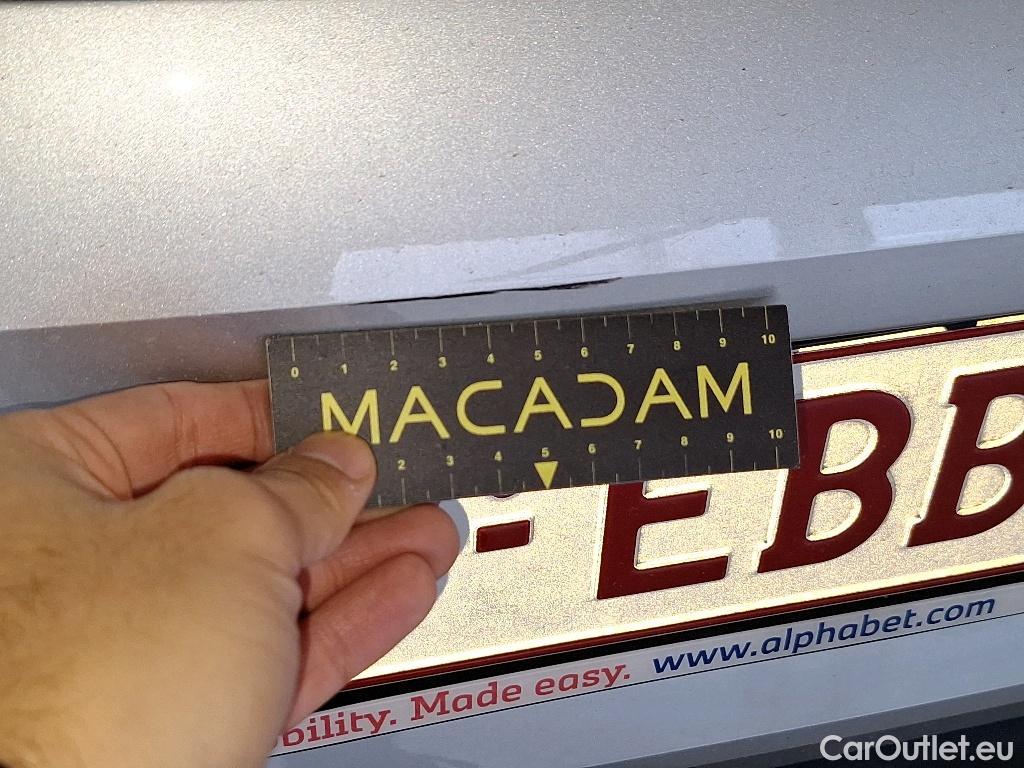 0 1 2 3 4 5 6 7 8 9 10
MACADAM
2 3 4 5 6 7 8 9 10
-EBB
bility. Made easy. www.alphabet.com
CarOutlet.eu